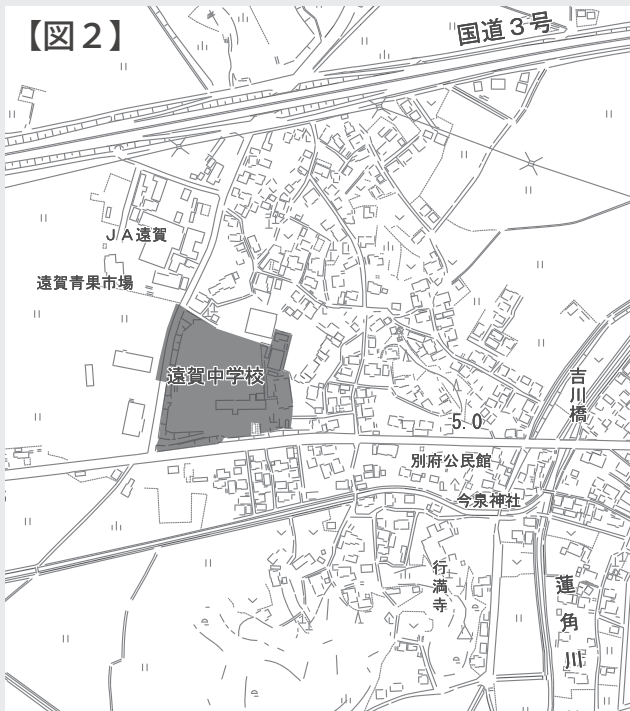 【図２】
国道３号
ＪＡ遠賀
遠賀青果市場
遠賀中学校
吉川橋
5.0
別府公民館
今泉神社
行満寺
蓮角川